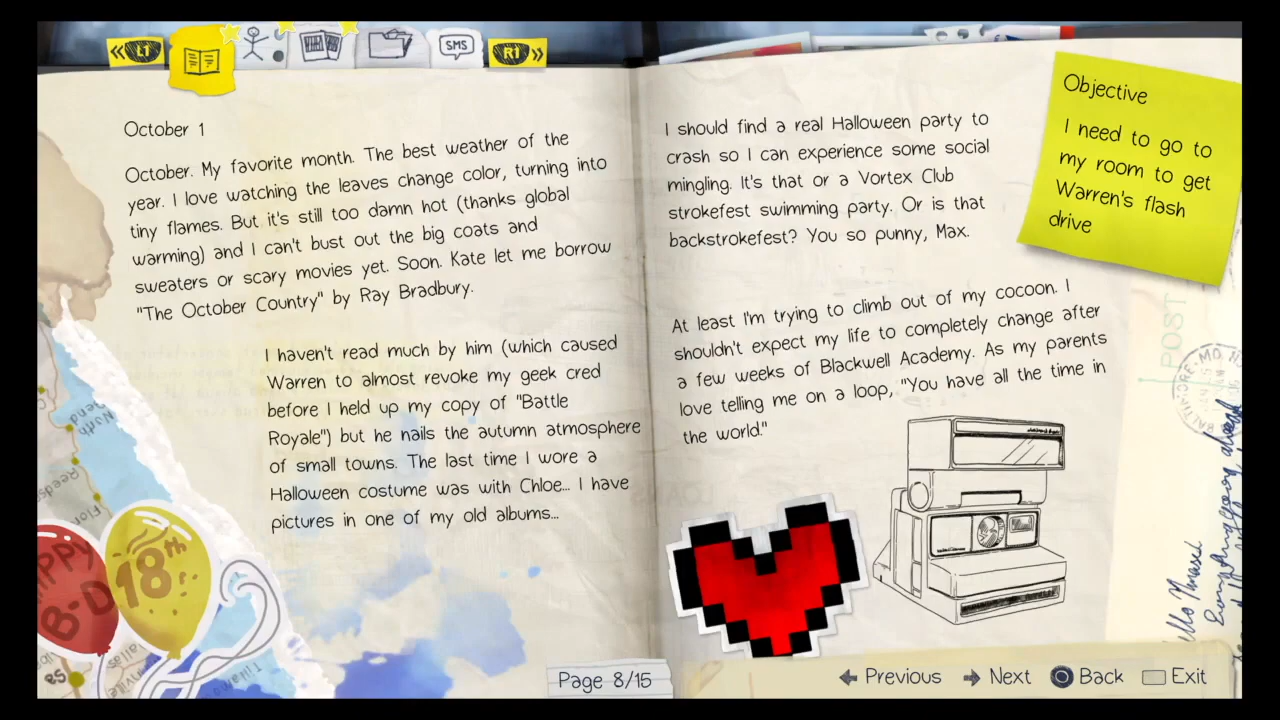 L1
SMS
R1
October 1
October. My favorite month. The best weather of the
year. I love watching the leaves change color, turning into
tiny flames. But it's still too damn hot (thanks global
warming) and I can't bust out the big coats and
sweaters or scary movies yet. Soon. Kate let me borrow
"The October Country" by Ray Bradbury.
I haven't read much by him (which caused
Warren to almost revoke my geek cred
before I held up my copy of "Battle
Royale") but he nails the autumn atmosphere
of small towns. The last time I wore a
Halloween costume was with Chloe... I have
pictures in one of my old albums...
I should find a real Halloween party to
crash so I can experience some social
mingling. It's that or a Vortex Club
strokefest swimming party. Or is that
backstrokefest? You so punny, Max.
At least I'm trying to climb out of my cocoon. I
shouldn't expect my life to completely change after
a few weeks of Blackwell Academy. As my parents
love telling me on a loop, "You have all the time in
the world."
Objective
I need to go to
my room to get
Warren's flash
drive
POST
B-D
18th
85
Page 8/15
Previous
Next
Back
Exit